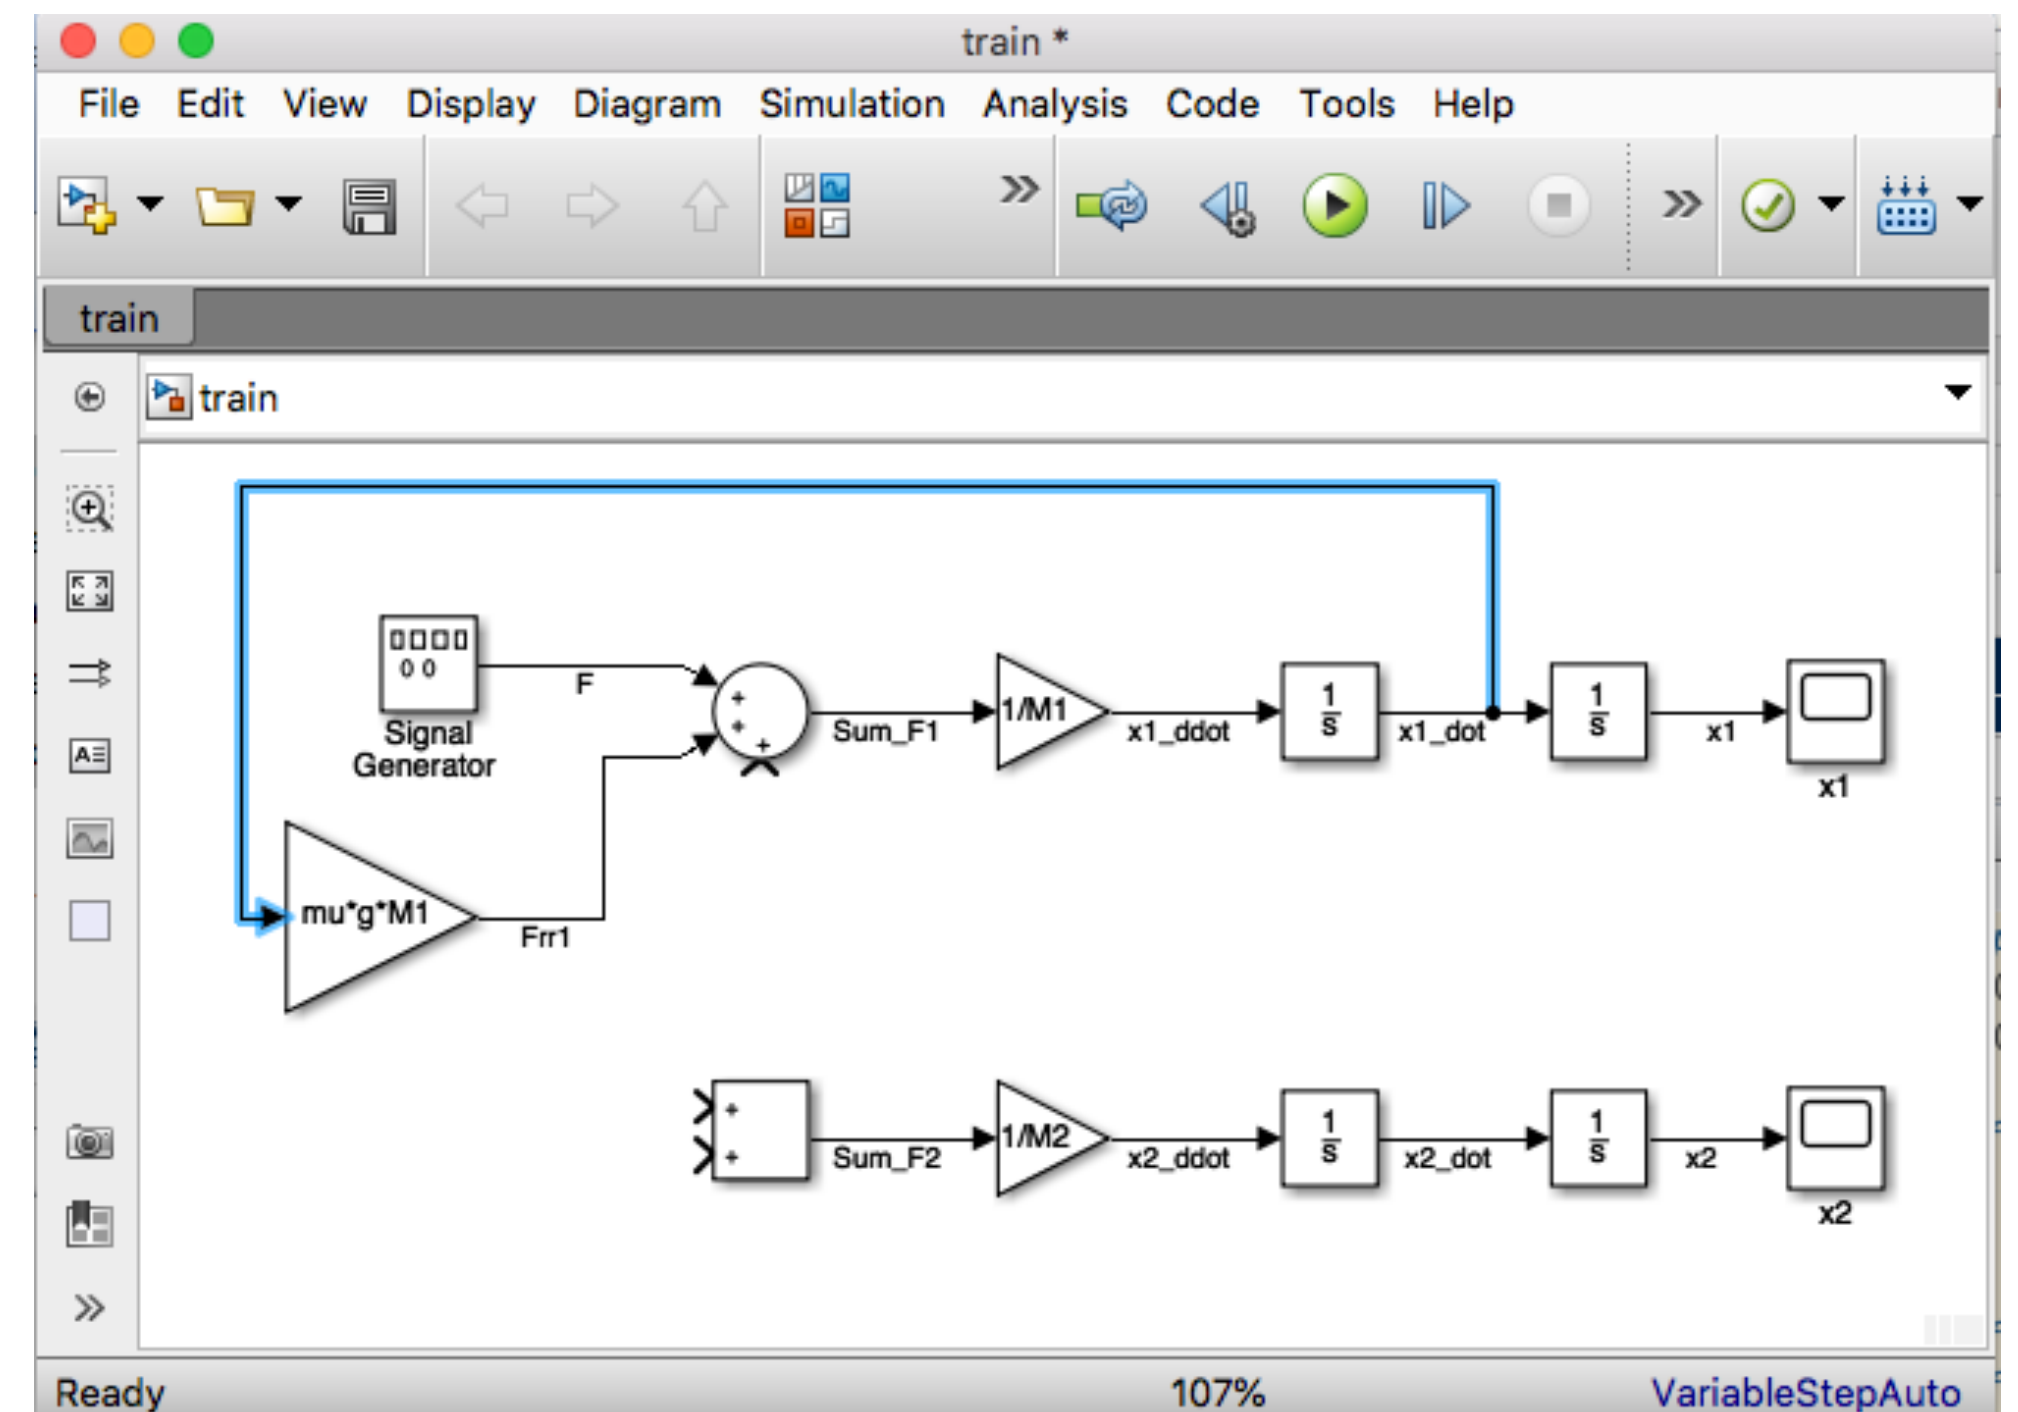 train *
File Edit View Display Diagram Simulation Analysis Code Tools Help
train
train
F
Signal
Generator
+
+
+
Sum_F1
1/M1
x1_ddot
1
s
x1_dot
1
s
x1
x1
mu*g*M1
Frr1
+
+
Sum_F2
1/M2
x2_ddot
1
s
x2_dot
1
s
x2
x2
Ready 107% VariableStepAuto